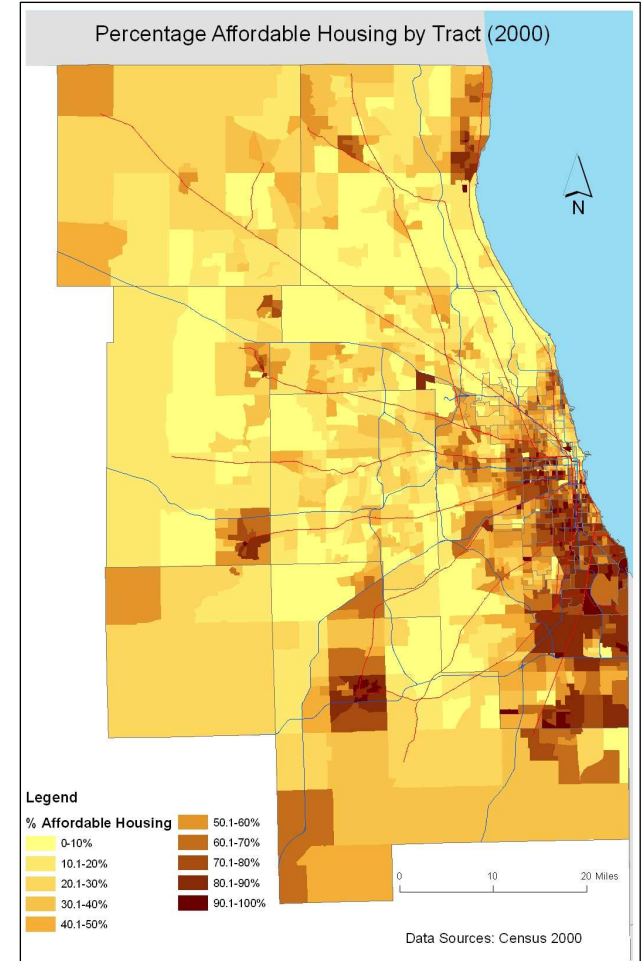 Percentage Affordable Housing by Tract (2000)
N
Legend
% Affordable Housing
0-10%
10.1-20%
20.1-30%
30.1-40%
40.1-50%
50.1-60%
60.1-70%
70.1-80%
80.1-90%
90.1-100%
0 10 20 Miles
Data Sources: Census 2000